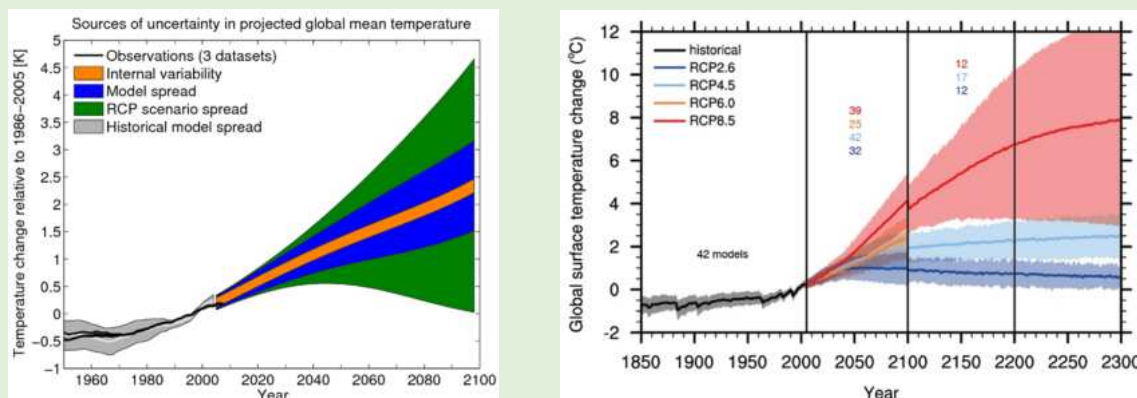 Sources of uncertainty in projected global mean temperature
Temperature change relative to 1986−2005 [K]
5
4.5
4
3.5
3
2.5
2
1.5
1
0.5
0
−0.5
−1
Observations (3 datasets)
Internal variability
Model spread
RCP scenario spread
Historical model spread
1960 1980 2000 2020 2040 2060 2080 2100
Year
Global surface temperature change (°C)
12
10
8
6
4
2
0
-2
historical
RCP2.6
RCP4.5
RCP6.0
RCP8.5
12
17
12
39
25
42
32
42 models
1850 1900 1950 2000 2050 2100 2150 2200 2250 2300
Year